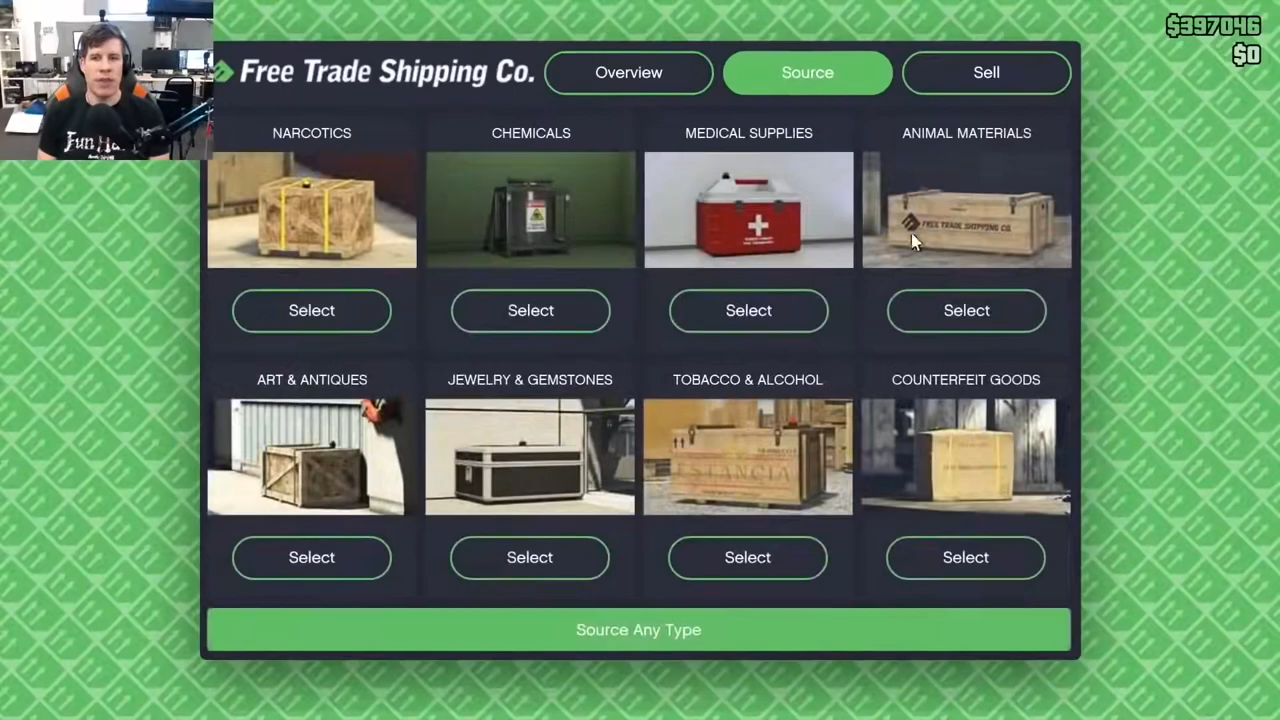 $397046
$0
Free Trade Shipping Co.
Overview
Source
Sell
NARCOTICS
CHEMICALS
MEDICAL SUPPLIES
ANIMAL MATERIALS
FREE TRADE SHIPPING CO.
Select
Select
Select
Select
ART & ANTIQUES
JEWELRY & GEMSTONES
TOBACCO & ALCOHOL
COUNTERFEIT GOODS
ESTANCIA
Select
Select
Select
Select
Source Any Type